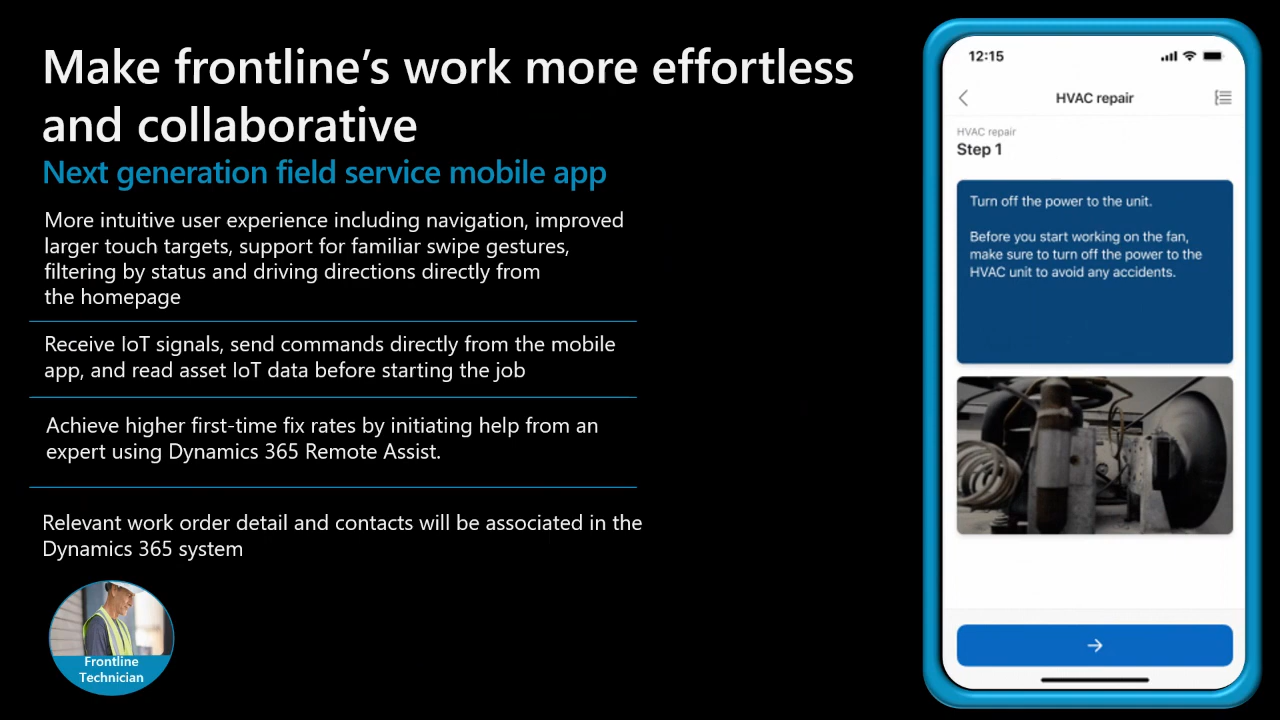 Make frontline’s work more effortless
and collaborative
Next generation field service mobile app
More intuitive user experience including navigation, improved
larger touch targets, support for familiar swipe gestures,
filtering by status and driving directions directly from
the homepage
Receive IoT signals, send commands directly from the mobile
app, and read asset IoT data before starting the job
Achieve higher first-time fix rates by initiating help from an
expert using Dynamics 365 Remote Assist.
Relevant work order detail and contacts will be associated in the
Dynamics 365 system
Frontline
Technician
12:15
HVAC repair
HVAC repair
Step 1
Turn off the power to the unit.
Before you start working on the fan,
make sure to turn off the power to the
HVAC unit to avoid any accidents.